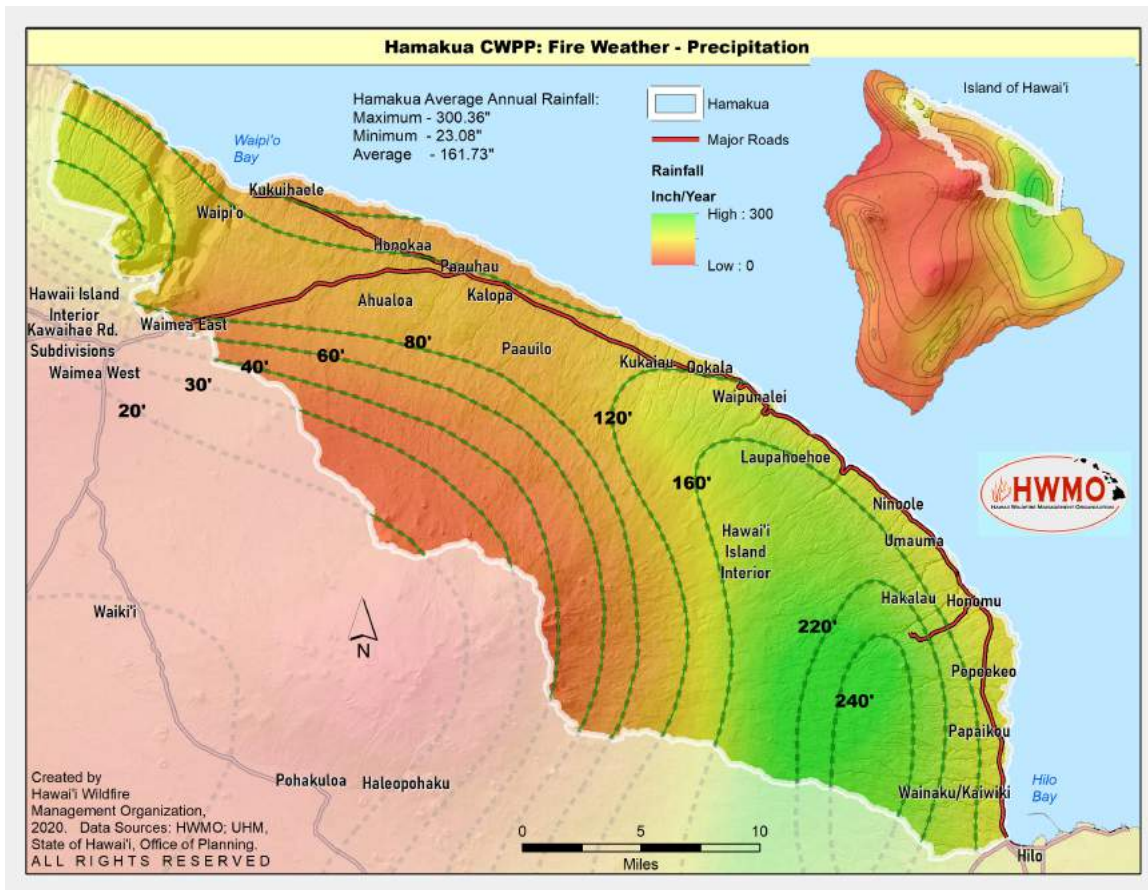 Hamakua CWPP: Fire Weather - Precipitation
Hamakua Average Annual Rainfall:
Maximum - 300.36"
Minimum - 23.08"
Average - 161.73"
Hamakua
Major Roads
Rainfall
Inch/Year
High : 300
Low : 0
Island of Hawai'i
Waipi'o
Bay
Kukuihaele
Waipi'o
Honokaa
Paauhau
Ahualoa
Kalopa
Hawaii Island
Interior
Kawaihae Rd.
Subdivisions
Waimea East
Waimea West
Paauilo
Kukaiau
Ookala
Waipunalei
20'
30'
40'
60'
80'
120'
160'
Laupahoehoe
Ninoole
Umauma
Hawai'i
Island
Interior
HWMO
HAWAII WILDFIRE MANAGEMENT ORGANIZATION
Hakalau
Honomu
220'
240'
Pepeekeo
Papaikou
Waiki'i
N
Pohakuloa
Haleopohaku
Wainaku/Kaiwiki
Hilo
Bay
Hilo
Created by
Hawai'i Wildfire
Management Organization,
2020. Data Sources: HWMO; UHM,
State of Hawai'i, Office of Planning.
ALL RIGHTS RESERVED
0 5 10
Miles